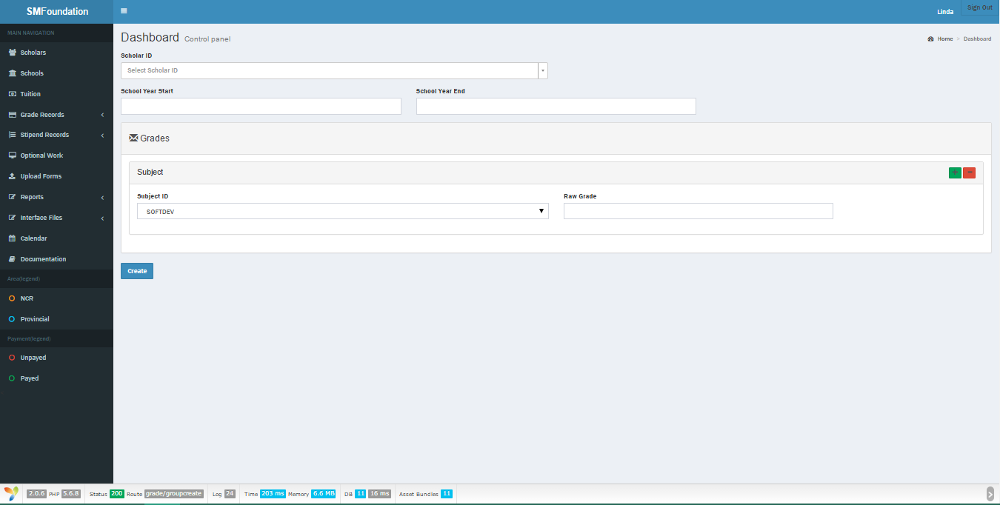 SMFoundation
Linda
Sign Out
MAIN NAVIGATION
Scholars
Schools
Tuition
Grade Records
Stipend Records
Optional Work
Upload Forms
Reports
Interface Files
Calendar
Documentation
Area(legend)
NCR
Provincial
Payment(legend)
Unpayed
Payed
Dashboard Control panel
Home > Dashboard
Scholar ID
Select Scholar ID
School Year Start
School Year End
Grades
Subject
Subject ID
Raw Grade
SOFTDEV
Create
2.0.6 PHP 5.6.8 Status 200 Route grade/groupcreate Log 24 Time 203 ms Memory 6.6 MB DB 11 16 ms Asset Bundles 11